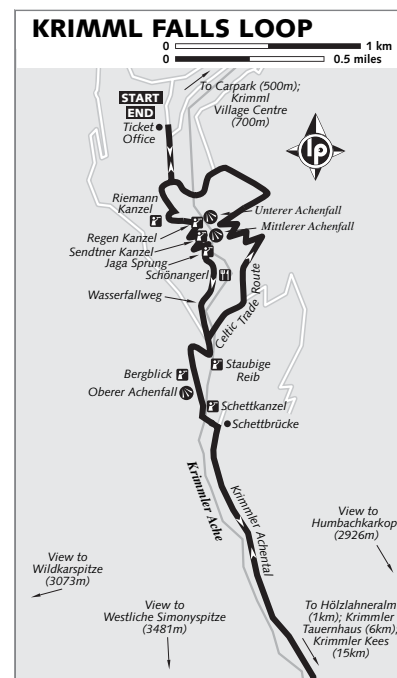 KRIMML FALLS LOOP
0 1 km
0 0.5 miles
To Carpark (500m);
Krimml
Village Centre
(700m)
START
END
Ticket
Office
lp
Riemann
Kanzel
Unterer Achenfall
Regen Kanzel
Mittlerer Achenfall
Sendtner Kanzel
Jaga Sprung
Schönangerl
Wasserfallweg
Celtic Trade Route
Bergblick
Staubige
Reib
Oberer Achenfall
Schettkanzel
Schettbrücke
Krimmler Ache
Krimmler Achental
View to
Humbachkarkop
(2926m)
View to
Wildkarspitze
(3073m)
View to
Westliche Simonyspitze
(3481m)
To Hölzlahneralm
(1km); Krimmler
Tauernhaus (6km),
Krimmler Kees
(15km)